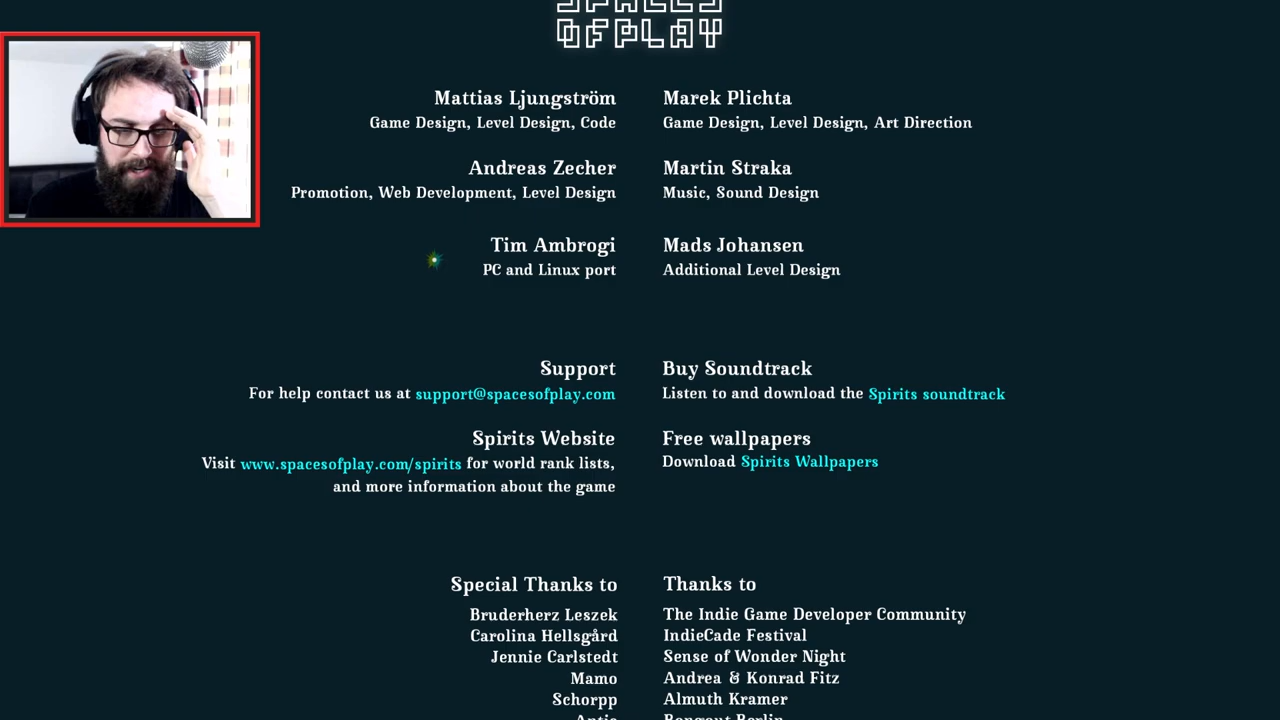 SPACES
OFPLAY
Mattias Ljungström
Game Design, Level Design, Code
Marek Plichta
Game Design, Level Design, Art Direction
Andreas Zecher
Promotion, Web Development, Level Design
Martin Straka
Music, Sound Design
Tim Ambrogi
PC and Linux port
Mads Johansen
Additional Level Design
Support
For help contact us at support@spacesofplay.com
Buy Soundtrack
Listen to and download the Spirits soundtrack
Spirits Website
Visit www.spacesofplay.com/spirits for world rank lists,
and more information about the game
Free wallpapers
Download Spirits Wallpapers
Special Thanks to
Bruderherz Leszek
Carolina Hellsgård
Jennie Carlstedt
Mamo
Schorpp
Thanks to
The Indie Game Developer Community
IndieCade Festival
Sense of Wonder Night
Andrea & Konrad Fitz
Almuth Kramer